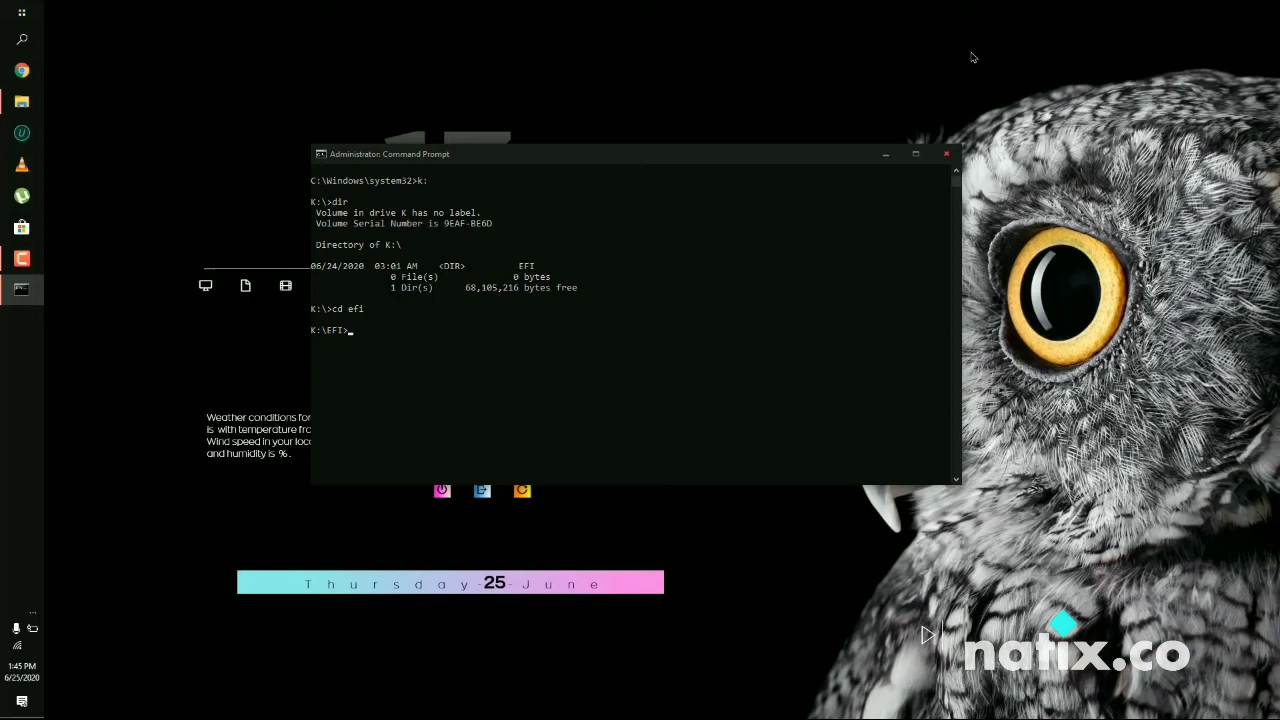 Administrator: Command Prompt
C:\Windows\system32>k:
K:\>dir
 Volume in drive K has no label.
 Volume Serial Number is 9EAF-BE6D
 Directory of K:\
06/24/2020  03:01 AM    <DIR>          EFI
               0 File(s)              0 bytes
               1 Dir(s)      68,105,216 bytes free
K:\>cd efi
K:\EFI>
Weather conditions for
is with temperature
Wind speed in your
and humidity is %.
Thursday-25-June
natix.co
1:45 PM
6/25/2020